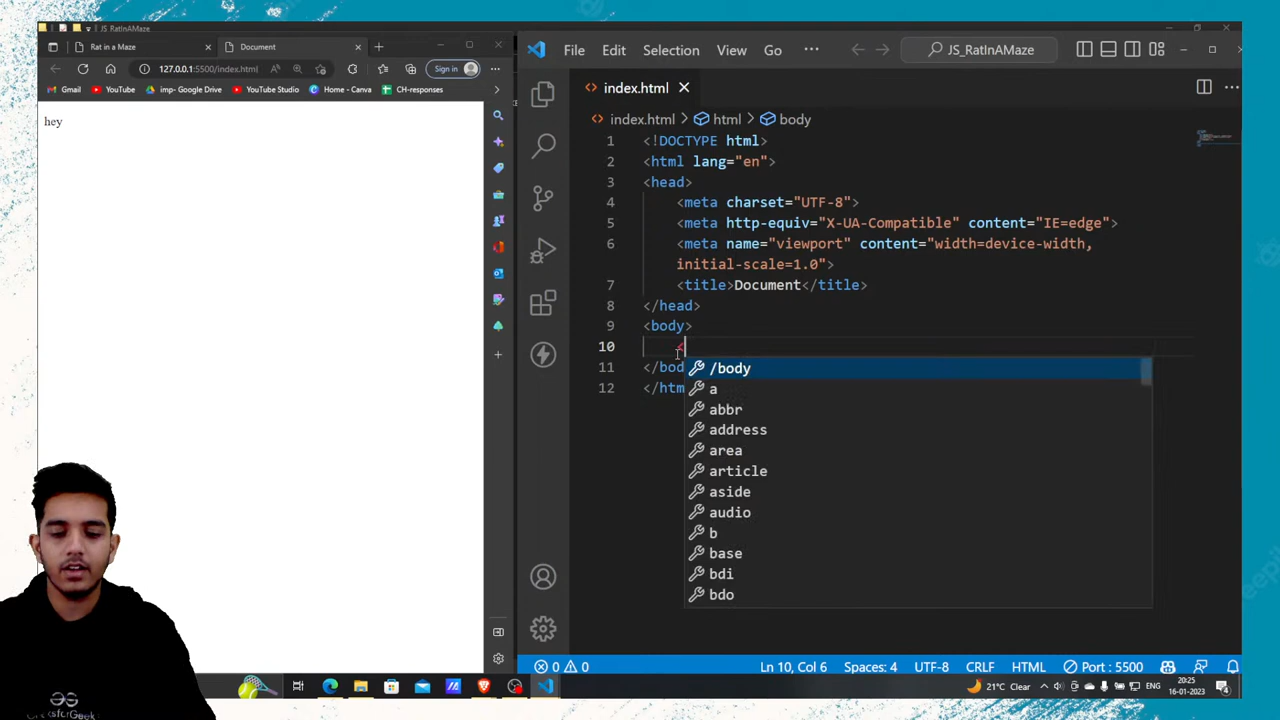 JS_RatInAMaze
Rat in a Maze
Document
127.0.0.1:5500/index.html
Sign in
Gmail
YouTube
imp- Google Drive
YouTube Studio
Home - Canva
CH-responses
hey
File Edit Selection View Go
JS_RatInAMaze
index.html
index.html > html > body
1 <!DOCTYPE html>
2 <html lang="en">
3 <head>
4 <meta charset="UTF-8">
5 <meta http-equiv="X-UA-Compatible" content="IE=edge">
6 <meta name="viewport" content="width=device-width,
initial-scale=1.0">
7 <title>Document</title>
8 </head>
9 <body>
10 <
11 </bod
12 </htm
/body
a
abbr
address
area
article
aside
audio
b
base
bdi
bdo
0 0
Ln 10, Col 6
Spaces: 4
UTF-8
CRLF
HTML
Port : 5500
21°C Clear
ENG
20:25
16-01-2023
4